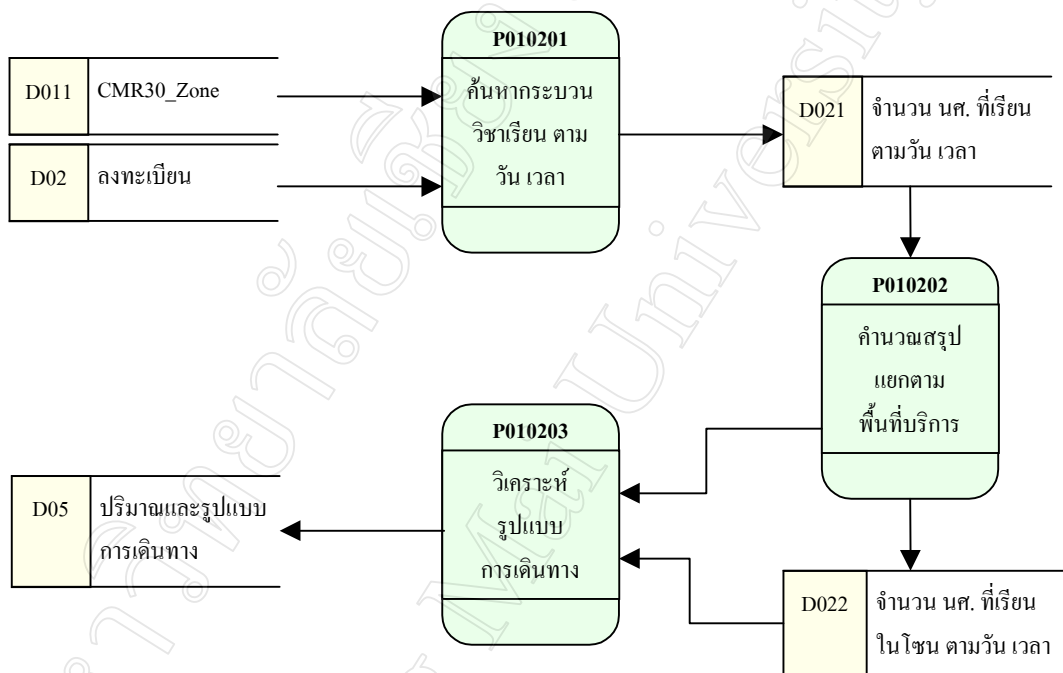 P010201
D011 CMR30_Zone
ค้นหากระบวน
วิชาเรียน ตาม
วัน เวลา
D02 ลงทะเบียน
D021 จำนวน นศ. ที่เรียน
ตามวัน เวลา
P010202
คำนวณสรุป
แยกตาม
พื้นที่บริการ
P010203
วิเคราะห์
รูปแบบ
การเดินทาง
D05 ปริมาณและรูปแบบ
การเดินทาง
D022 จำนวน นศ. ที่เรียน
ในโซน ตามวัน เวลา
Mai University